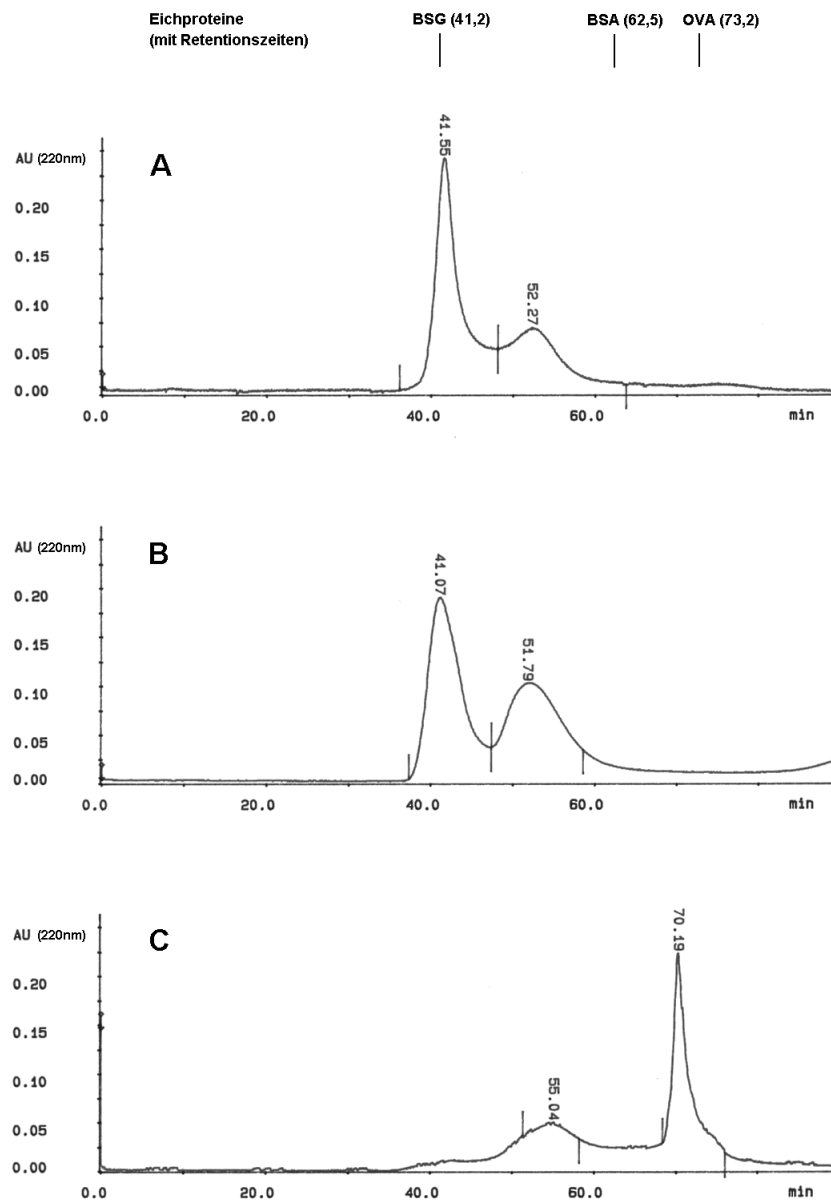 Eichproteine BSG (41,2) BSA (62,5) OVA (73,2)
(mit Retentionszeiten)
41.55
AU (220nm) A
0.20
0.15
52.27
0.10
0.05
0.00
0.0 20.0 40.0 60.0 min
AU (220nm) B
41.07
0.20
0.15
51.79
0.10
0.05
0.00
0.0 20.0 40.0 60.0 min
70.19
AU (220nm) C
0.20
0.15
0.10
55.04
0.05
0.00
0.0 20.0 40.0 60.0 min